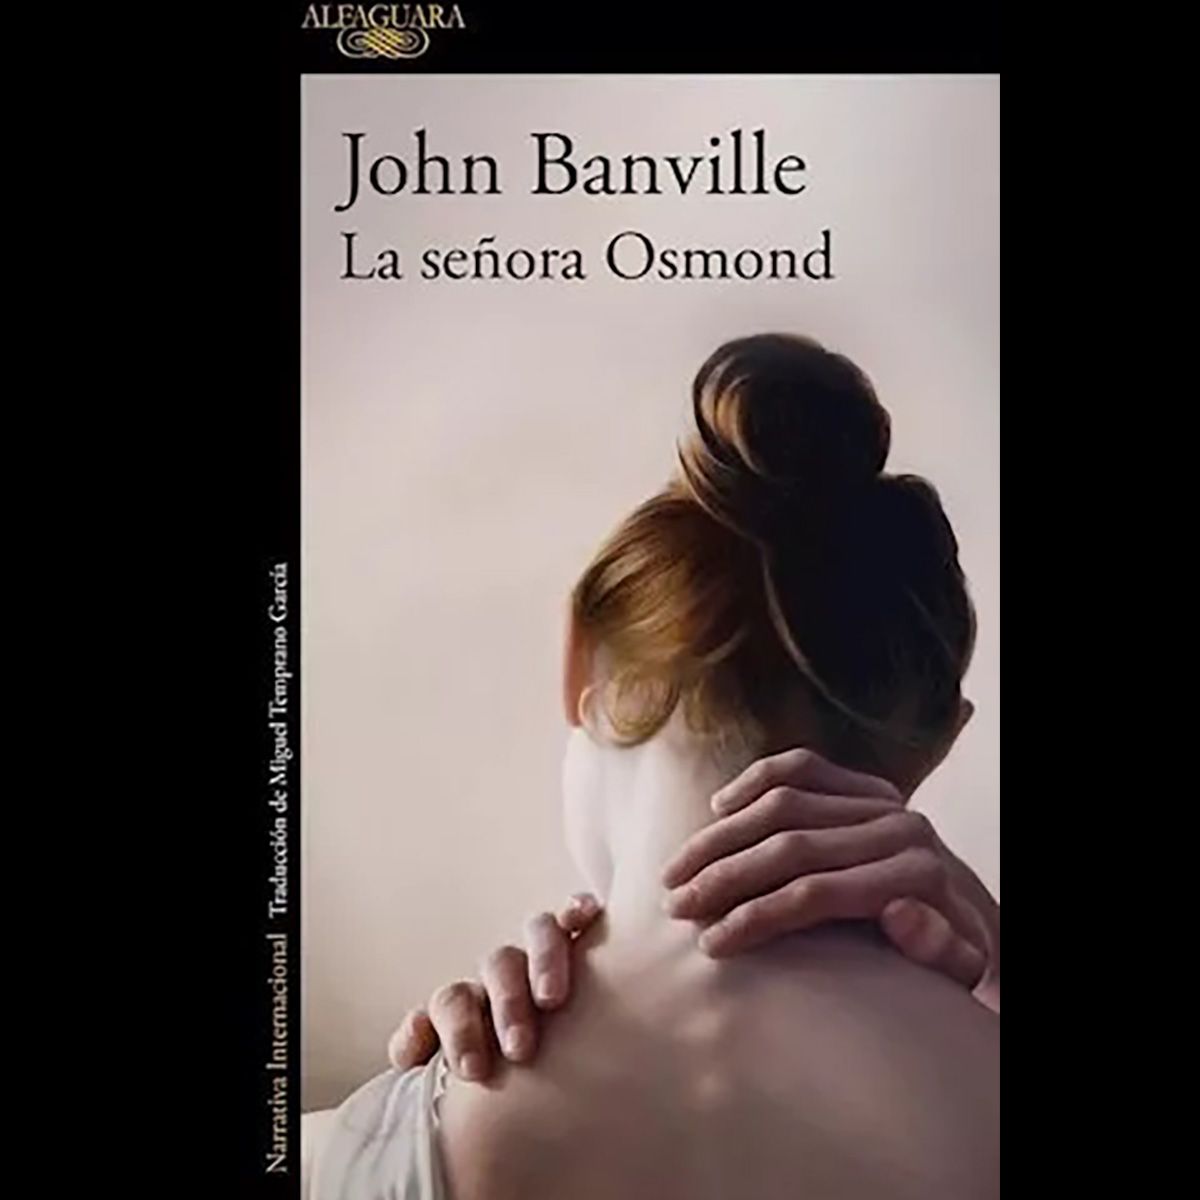 ALFAGUARA
John Banville
La señora Osmond
Narrativa Internacional Traducción de Miguel Temprano García